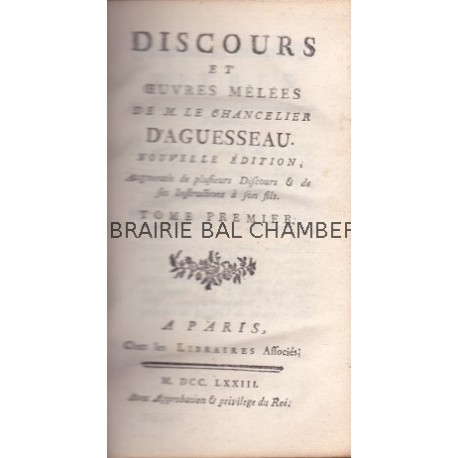 DISCOURS
ET
ŒUVRES MÊLÉES
DE M. LE CHANCELIER
D'AGUESSEAU.
NOUVELLE ÉDITION,
Augmentée de plusieurs Discours & de
ses Instructions à son fils.
TOME PREMIER.
BRAIRIE BAL CHAMBER
A PARIS,
Chez les LIBRAIRES Associés;
M. DCC. LXXIII.
Avec Approbation & privilege du Roi;